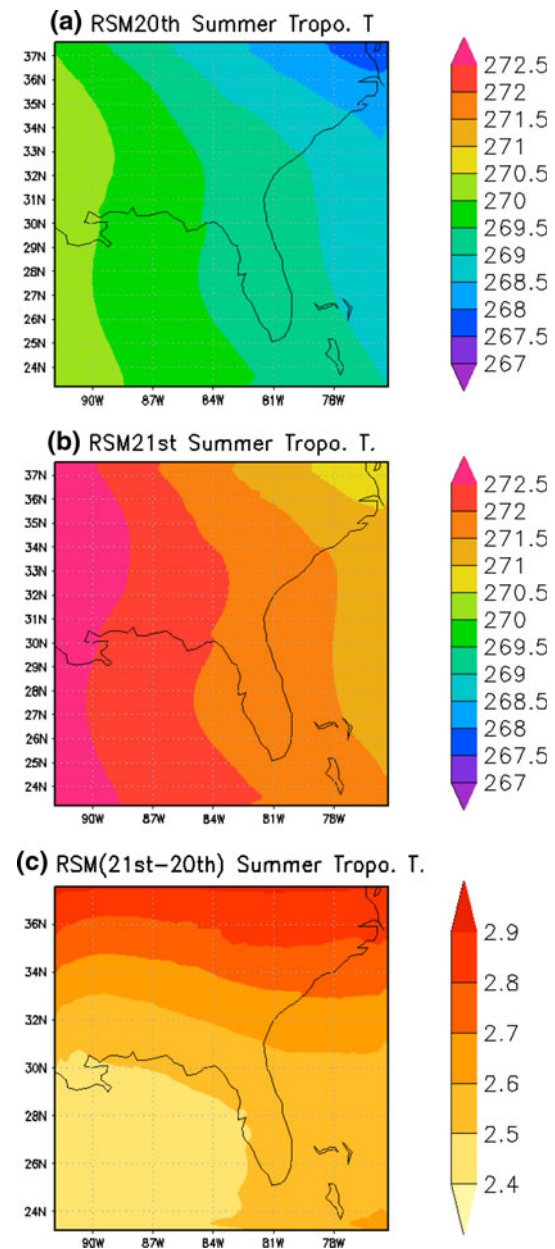 (a) RSM20th Summer Tropo. T
37N
36N
35N
34N
33N
32N
31N
30N
29N
28N
27N
26N
25N
24N
90W 87W 84W 81W 78W
272.5
272
271.5
271
270.5
270
269.5
269
268.5
268
267.5
267
(b) RSM21st Summer Tropo. T.
37N
36N
35N
34N
33N
32N
31N
30N
29N
28N
27N
26N
25N
24N
90W 87W 84W 81W 78W
272.5
272
271.5
271
270.5
270
269.5
269
268.5
268
267.5
267
(c) RSM(21st-20th) Summer Tropo. T.
36N
34N
32N
30N
28N
26N
24N
90W 87W 84W 81W 78W
2.9
2.8
2.7
2.6
2.5
2.4